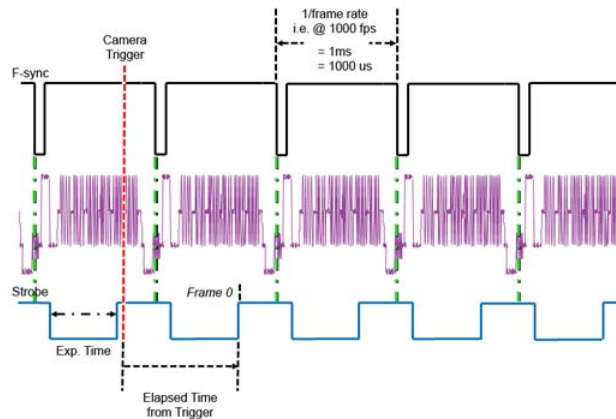 1/frame rate
i.e. @ 1000 fps
= 1ms
= 1000 us
Camera
Trigger
F-sync
Strobe
Frame 0
Exp. Time
Elapsed Time
from Trigger